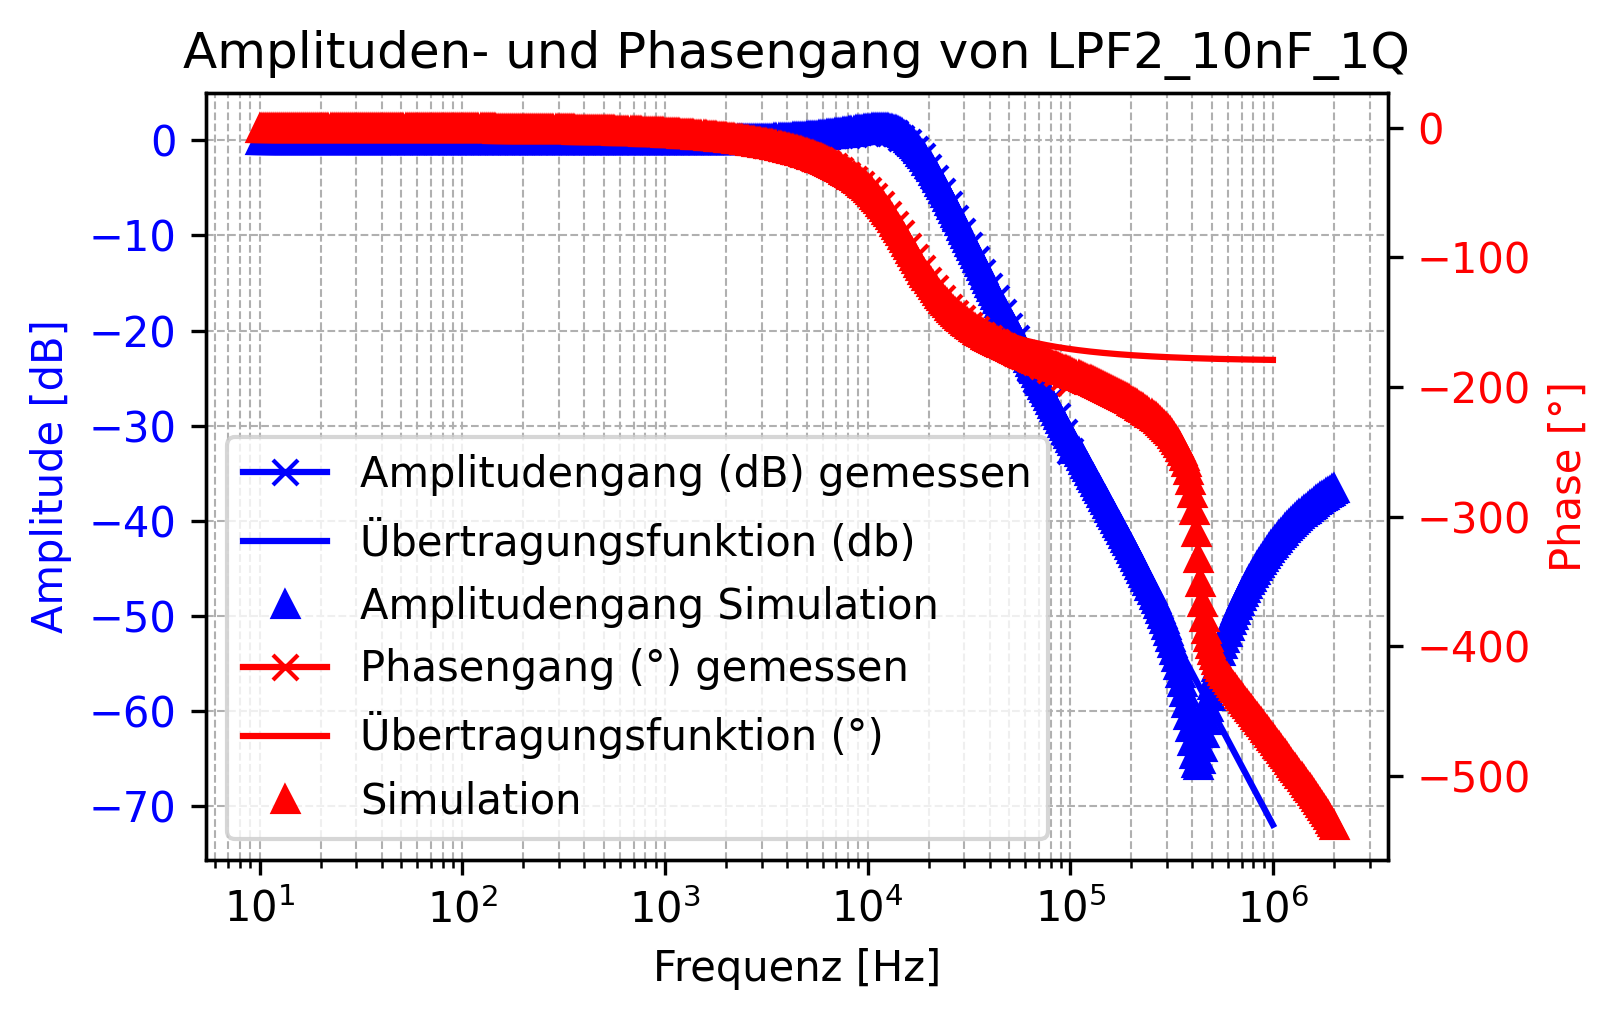 Amplituden- und Phasengang von LPF2_10nF_1Q
Amplitude [dB]
0
−10
−20
−30
−40
−50
−60
−70
Amplitudengang (dB) gemessen
Übertragungsfunktion (db)
Amplitudengang Simulation
Phasengang (°) gemessen
Übertragungsfunktion (°)
Simulation
0
−100
−200
−300
−400
−500
Phase [°]
10¹ 10² 10³ 10⁴ 10⁵ 10⁶
Frequenz [Hz]